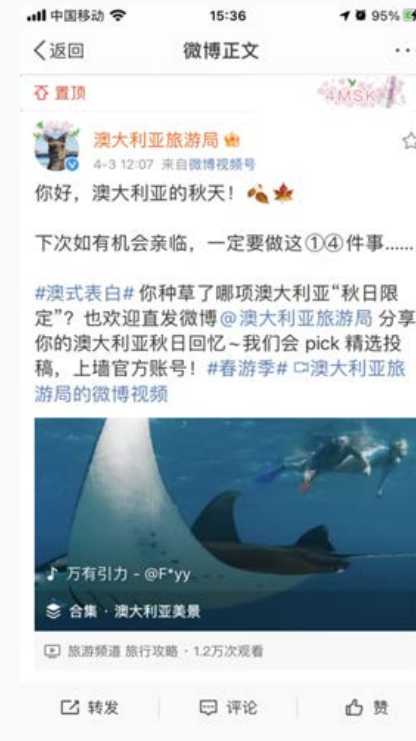 中国移动 15:36 95%
返回 微博正文
置顶
4MSK
澳大利亚旅游局
4-3 12:07 来自微博视频号
你好，澳大利亚的秋天！
下次如有机会亲临，一定要做这①④件事......
#澳式表白# 你种草了哪项澳大利亚“秋日限
定”？也欢迎直发微博@澳大利亚旅游局 分享
你的澳大利亚秋日回忆~我们会 pick 精选投
稿，上墙官方账号！#春游季# 澳大利亚旅
游局的微博视频
万有引力 - @F*yy
合集 · 澳大利亚美景
旅游频道 旅行攻略 · 1.2万次观看
转发 评论 赞